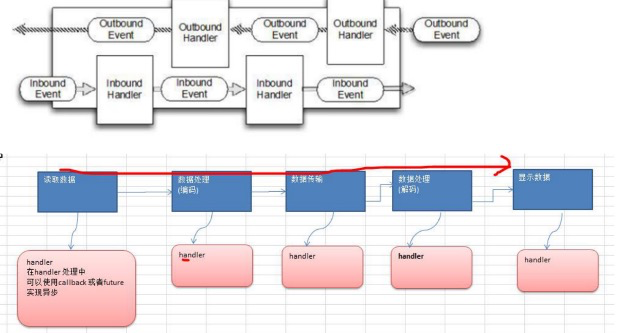 Outbound
Event
Outbound
Handler
Outbound
Event
Outbound
Handler
Outbound
Event
Inbound
Event
Inbound
Handler
Inbound
Event
Inbound
Handler
Inbound
Event
读取数据
数据处理
(编码)
数据传输
数据处理
(解码)
显示数据
handler
在handler 处理中
可以使用callback 或者future
实现异步
handler
handler
handler
handler